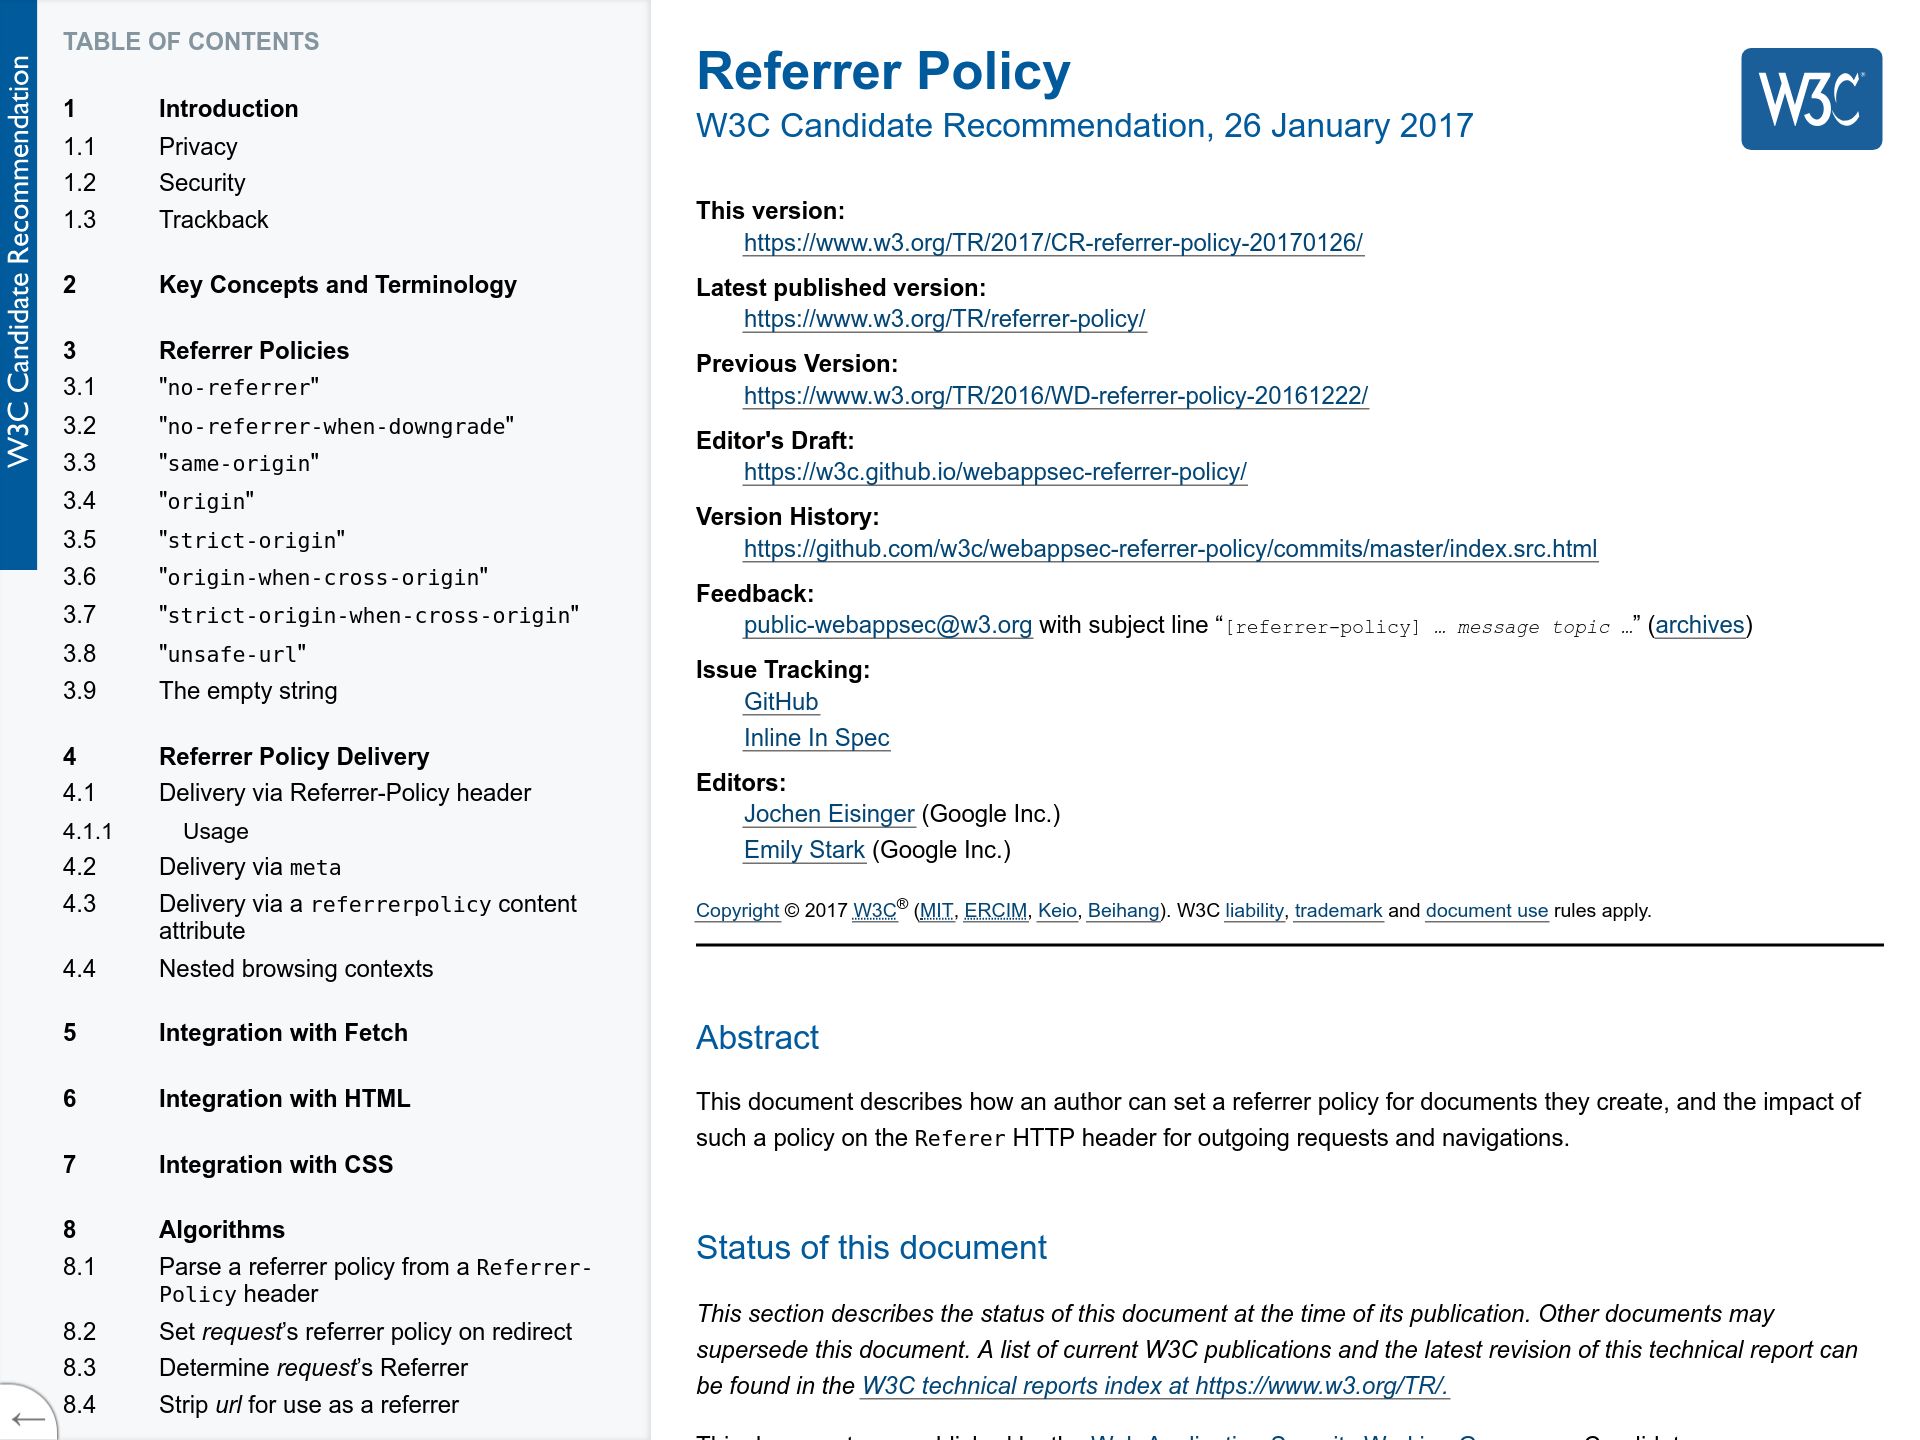 W3C Candidate Recommendation
TABLE OF CONTENTS
1 Introduction
1.1 Privacy
1.2 Security
1.3 Trackback
2 Key Concepts and Terminology
3 Referrer Policies
3.1 "no-referrer"
3.2 "no-referrer-when-downgrade"
3.3 "same-origin"
3.4 "origin"
3.5 "strict-origin"
3.6 "origin-when-cross-origin"
3.7 "strict-origin-when-cross-origin"
3.8 "unsafe-url"
3.9 The empty string
4 Referrer Policy Delivery
4.1 Delivery via Referrer-Policy header
4.1.1 Usage
4.2 Delivery via meta
4.3 Delivery via a referrerpolicy content
attribute
4.4 Nested browsing contexts
5 Integration with Fetch
6 Integration with HTML
7 Integration with CSS
8 Algorithms
8.1 Parse a referrer policy from a Referrer-
Policy header
8.2 Set request’s referrer policy on redirect
8.3 Determine request’s Referrer
8.4 Strip url for use as a referrer
←
Referrer Policy
W3C Candidate Recommendation, 26 January 2017
W3C®
This version:
https://www.w3.org/TR/2017/CR-referrer-policy-20170126/
Latest published version:
https://www.w3.org/TR/referrer-policy/
Previous Version:
https://www.w3.org/TR/2016/WD-referrer-policy-20161222/
Editor's Draft:
https://w3c.github.io/webappsec-referrer-policy/
Version History:
https://github.com/w3c/webappsec-referrer-policy/commits/master/index.src.html
Feedback:
public-webappsec@w3.org with subject line “[referrer-policy] … message topic …” (archives)
Issue Tracking:
GitHub
Inline In Spec
Editors:
Jochen Eisinger (Google Inc.)
Emily Stark (Google Inc.)
Copyright © 2017 W3C® (MIT, ERCIM, Keio, Beihang). W3C liability, trademark and document use rules apply.
Abstract
This document describes how an author can set a referrer policy for documents they create, and the impact of
such a policy on the Referer HTTP header for outgoing requests and navigations.
Status of this document
This section describes the status of this document at the time of its publication. Other documents may
supersede this document. A list of current W3C publications and the latest revision of this technical report can
be found in the W3C technical reports index at https://www.w3.org/TR/.